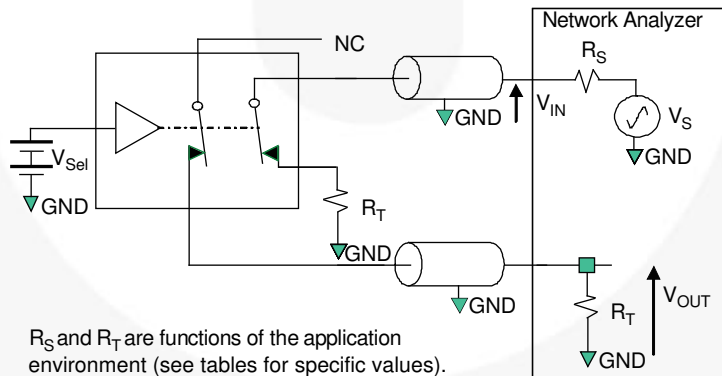 Network Analyzer
NC
R_S
GND
V_IN
V_S
GND
V_Sel
GND
R_T
GND
GND
R_T
V_OUT
GND
R_S and R_T are functions of the application
environment (see tables for specific values).